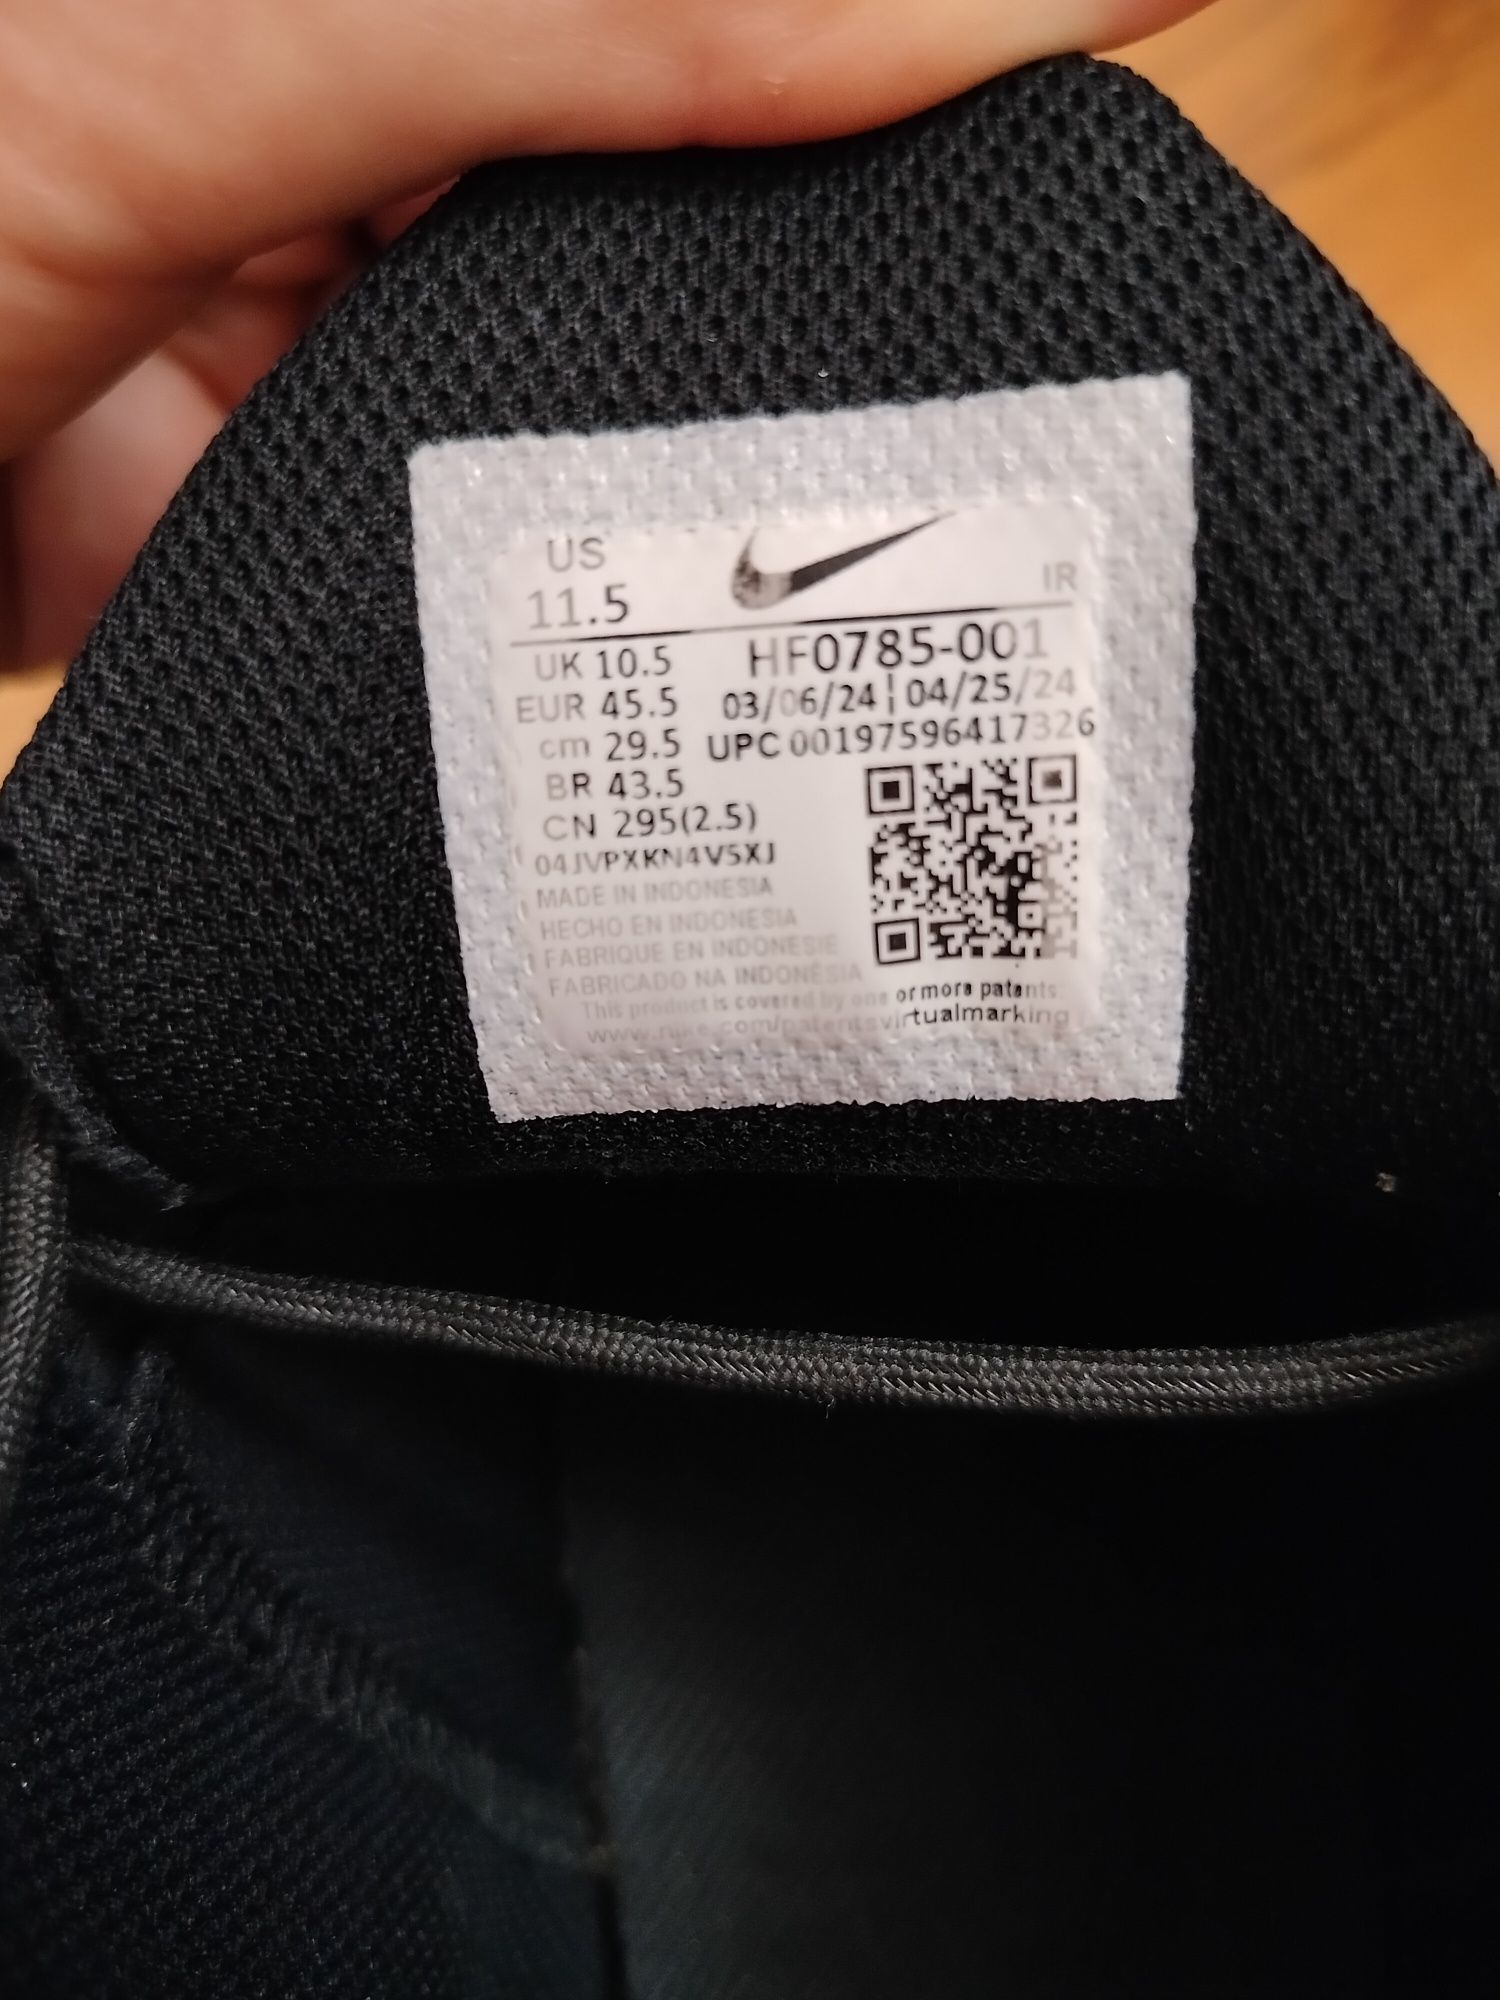 US
11.5
IR
UK 10.5
HF0785-001
EUR 45.5
03/06/24 | 04/25/24
cm 29.5
UPC 00197596417326
BR 43.5
CN 295(2.5)
04JVPXKN4V5XJ
MADE IN INDONESIA
HECHO EN INDONESIA
FABRIQUE EN INDONESIE
FABRICADO NA INDONÉSIA
This product is covered by one or more patents:
www.nike.com/patentsvirtualmarking